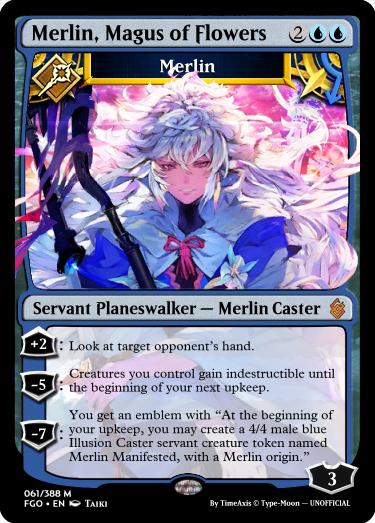 Merlin, Magus of Flowers 2
Merlin
Servant Planeswalker — Merlin Caster
+2: Look at target opponent's hand.
-5: Creatures you control gain indestructible until
the beginning of your next upkeep.
-7: You get an emblem with “At the beginning of
your upkeep, you may create a 4/4 male blue
Illusion Caster servant creature token named
Merlin Manifested, with a Merlin origin.”
3
061/388 M
FGO • EN Taiki
By TimeAxis © Type-Moon — UNOFFICIAL